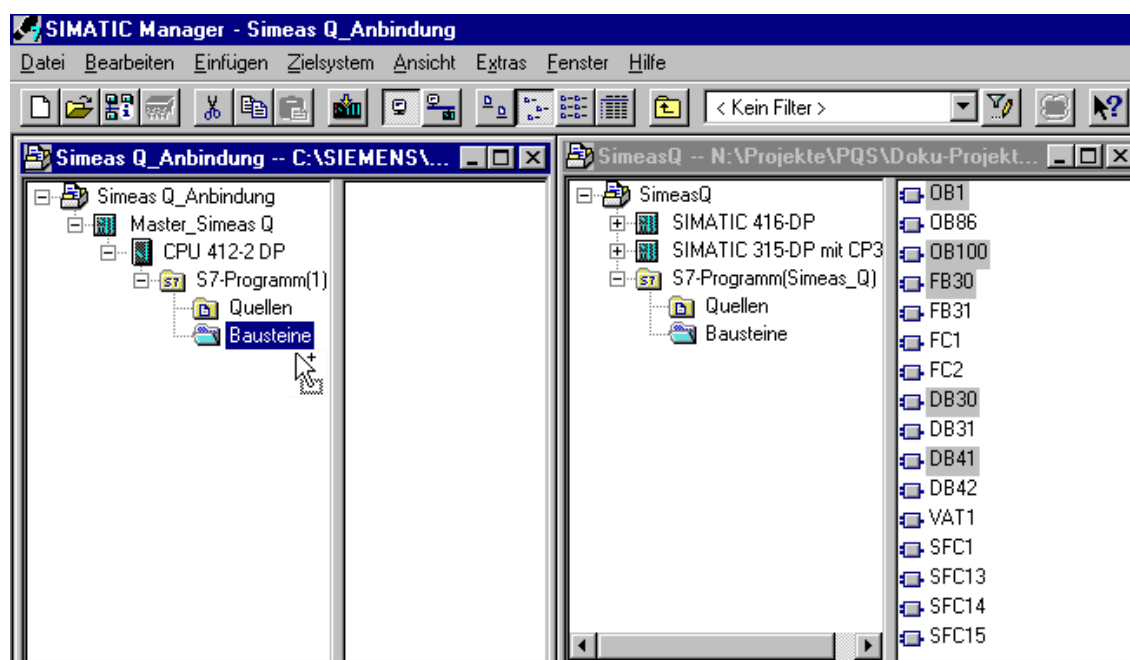 SIMATIC Manager - Simeas Q_Anbindung
Datei Bearbeiten Einfügen Zielsystem Ansicht Extras Fenster Hilfe
< Kein Filter >
Simeas Q_Anbindung -- C:\SIEMENS\...
Simeas Q_Anbindung
Master_Simeas Q
CPU 412-2 DP
S7-Programm(1)
Quellen
Bausteine
SimeasQ -- N:\Projekte\PQS\Doku-Projekt...
SimeasQ
SIMATIC 416-DP
SIMATIC 315-DP mit CP3
S7-Programm(Simeas_Q)
Quellen
Bausteine
OB1
OB86
OB100
FB30
FB31
FC1
FC2
DB30
DB31
DB41
DB42
VAT1
SFC1
SFC13
SFC14
SFC15